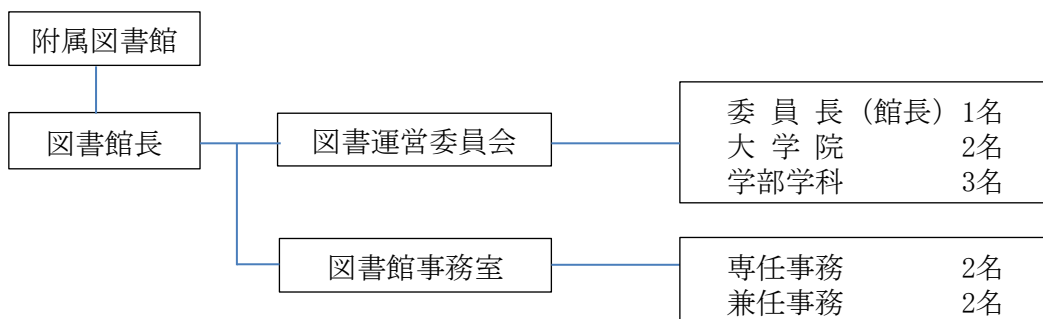 附属図書館
図書館長
図書運営委員会
委 員 長（館長）1名
大 学 院 2名
学部学科 3名
図書館事務室
専任事務 2名
兼任事務 2名